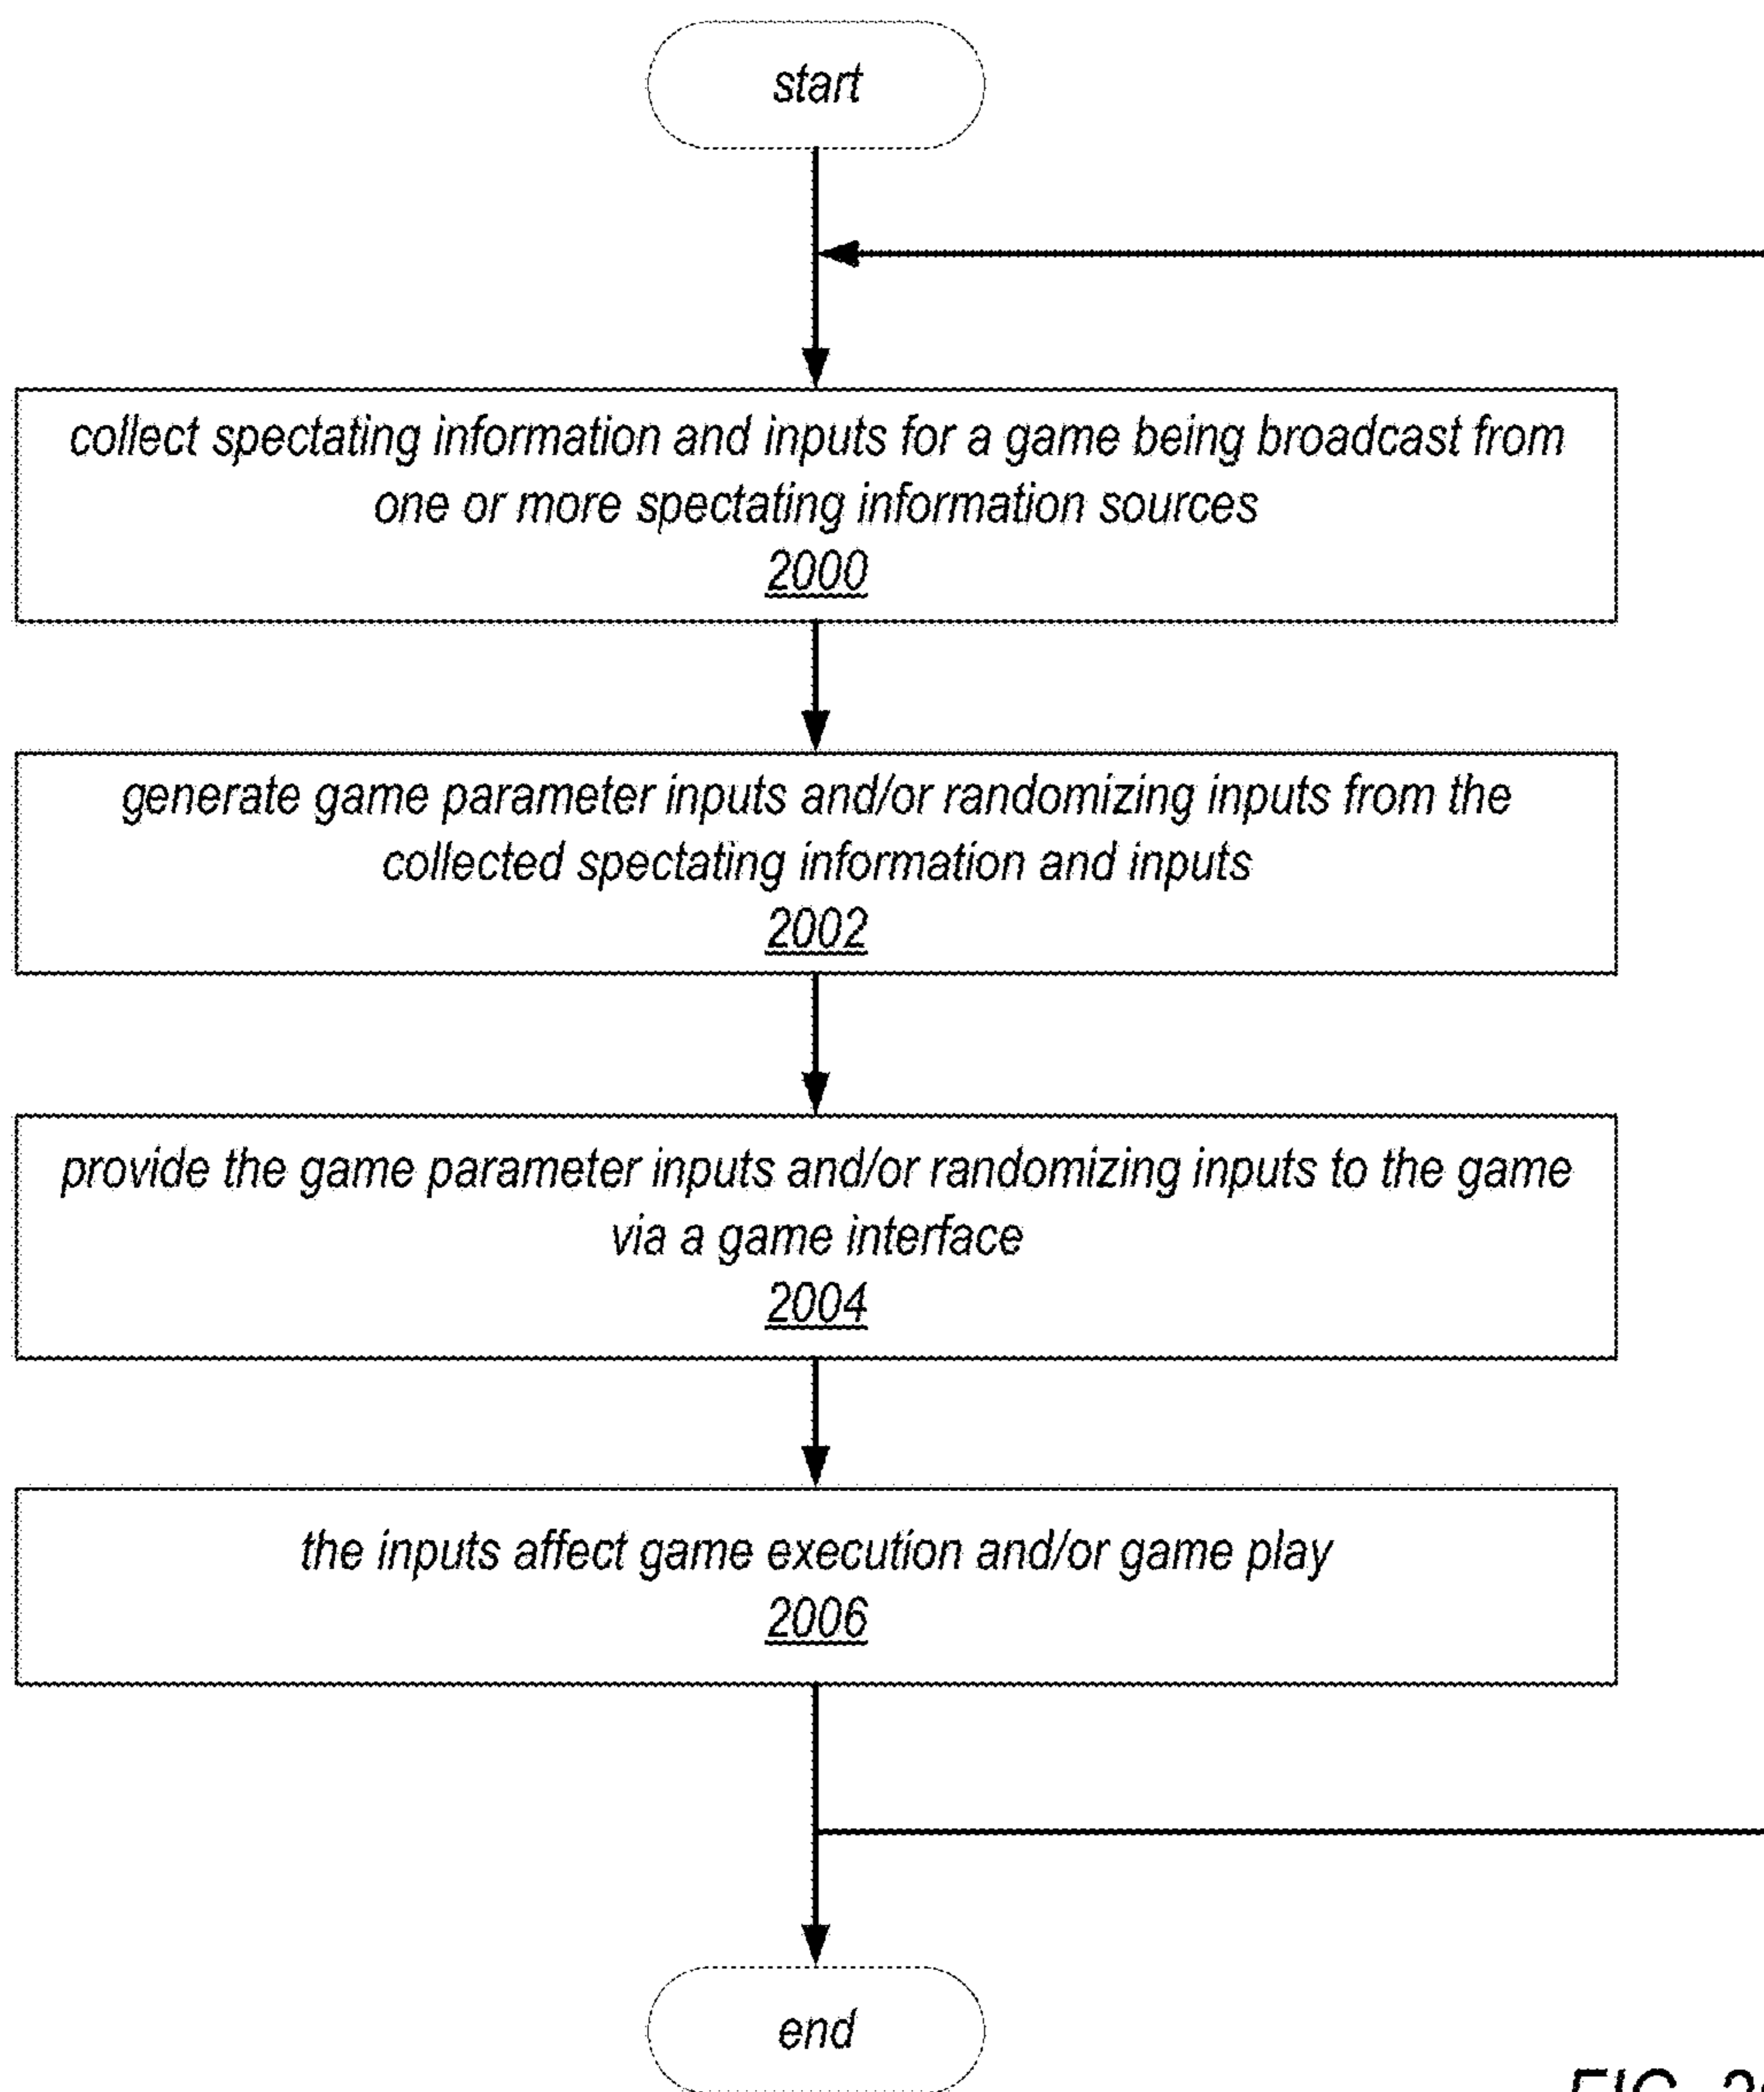 start
collect spectating information and inputs for a game being broadcast from
one or more spectating information sources
2000
generate game parameter inputs and/or randomizing inputs from the
collected spectating information and inputs
2002
provide the game parameter inputs and/or randomizing inputs to the game
via a game interface
2004
the inputs affect game execution and/or game play
2006
end
FIG.